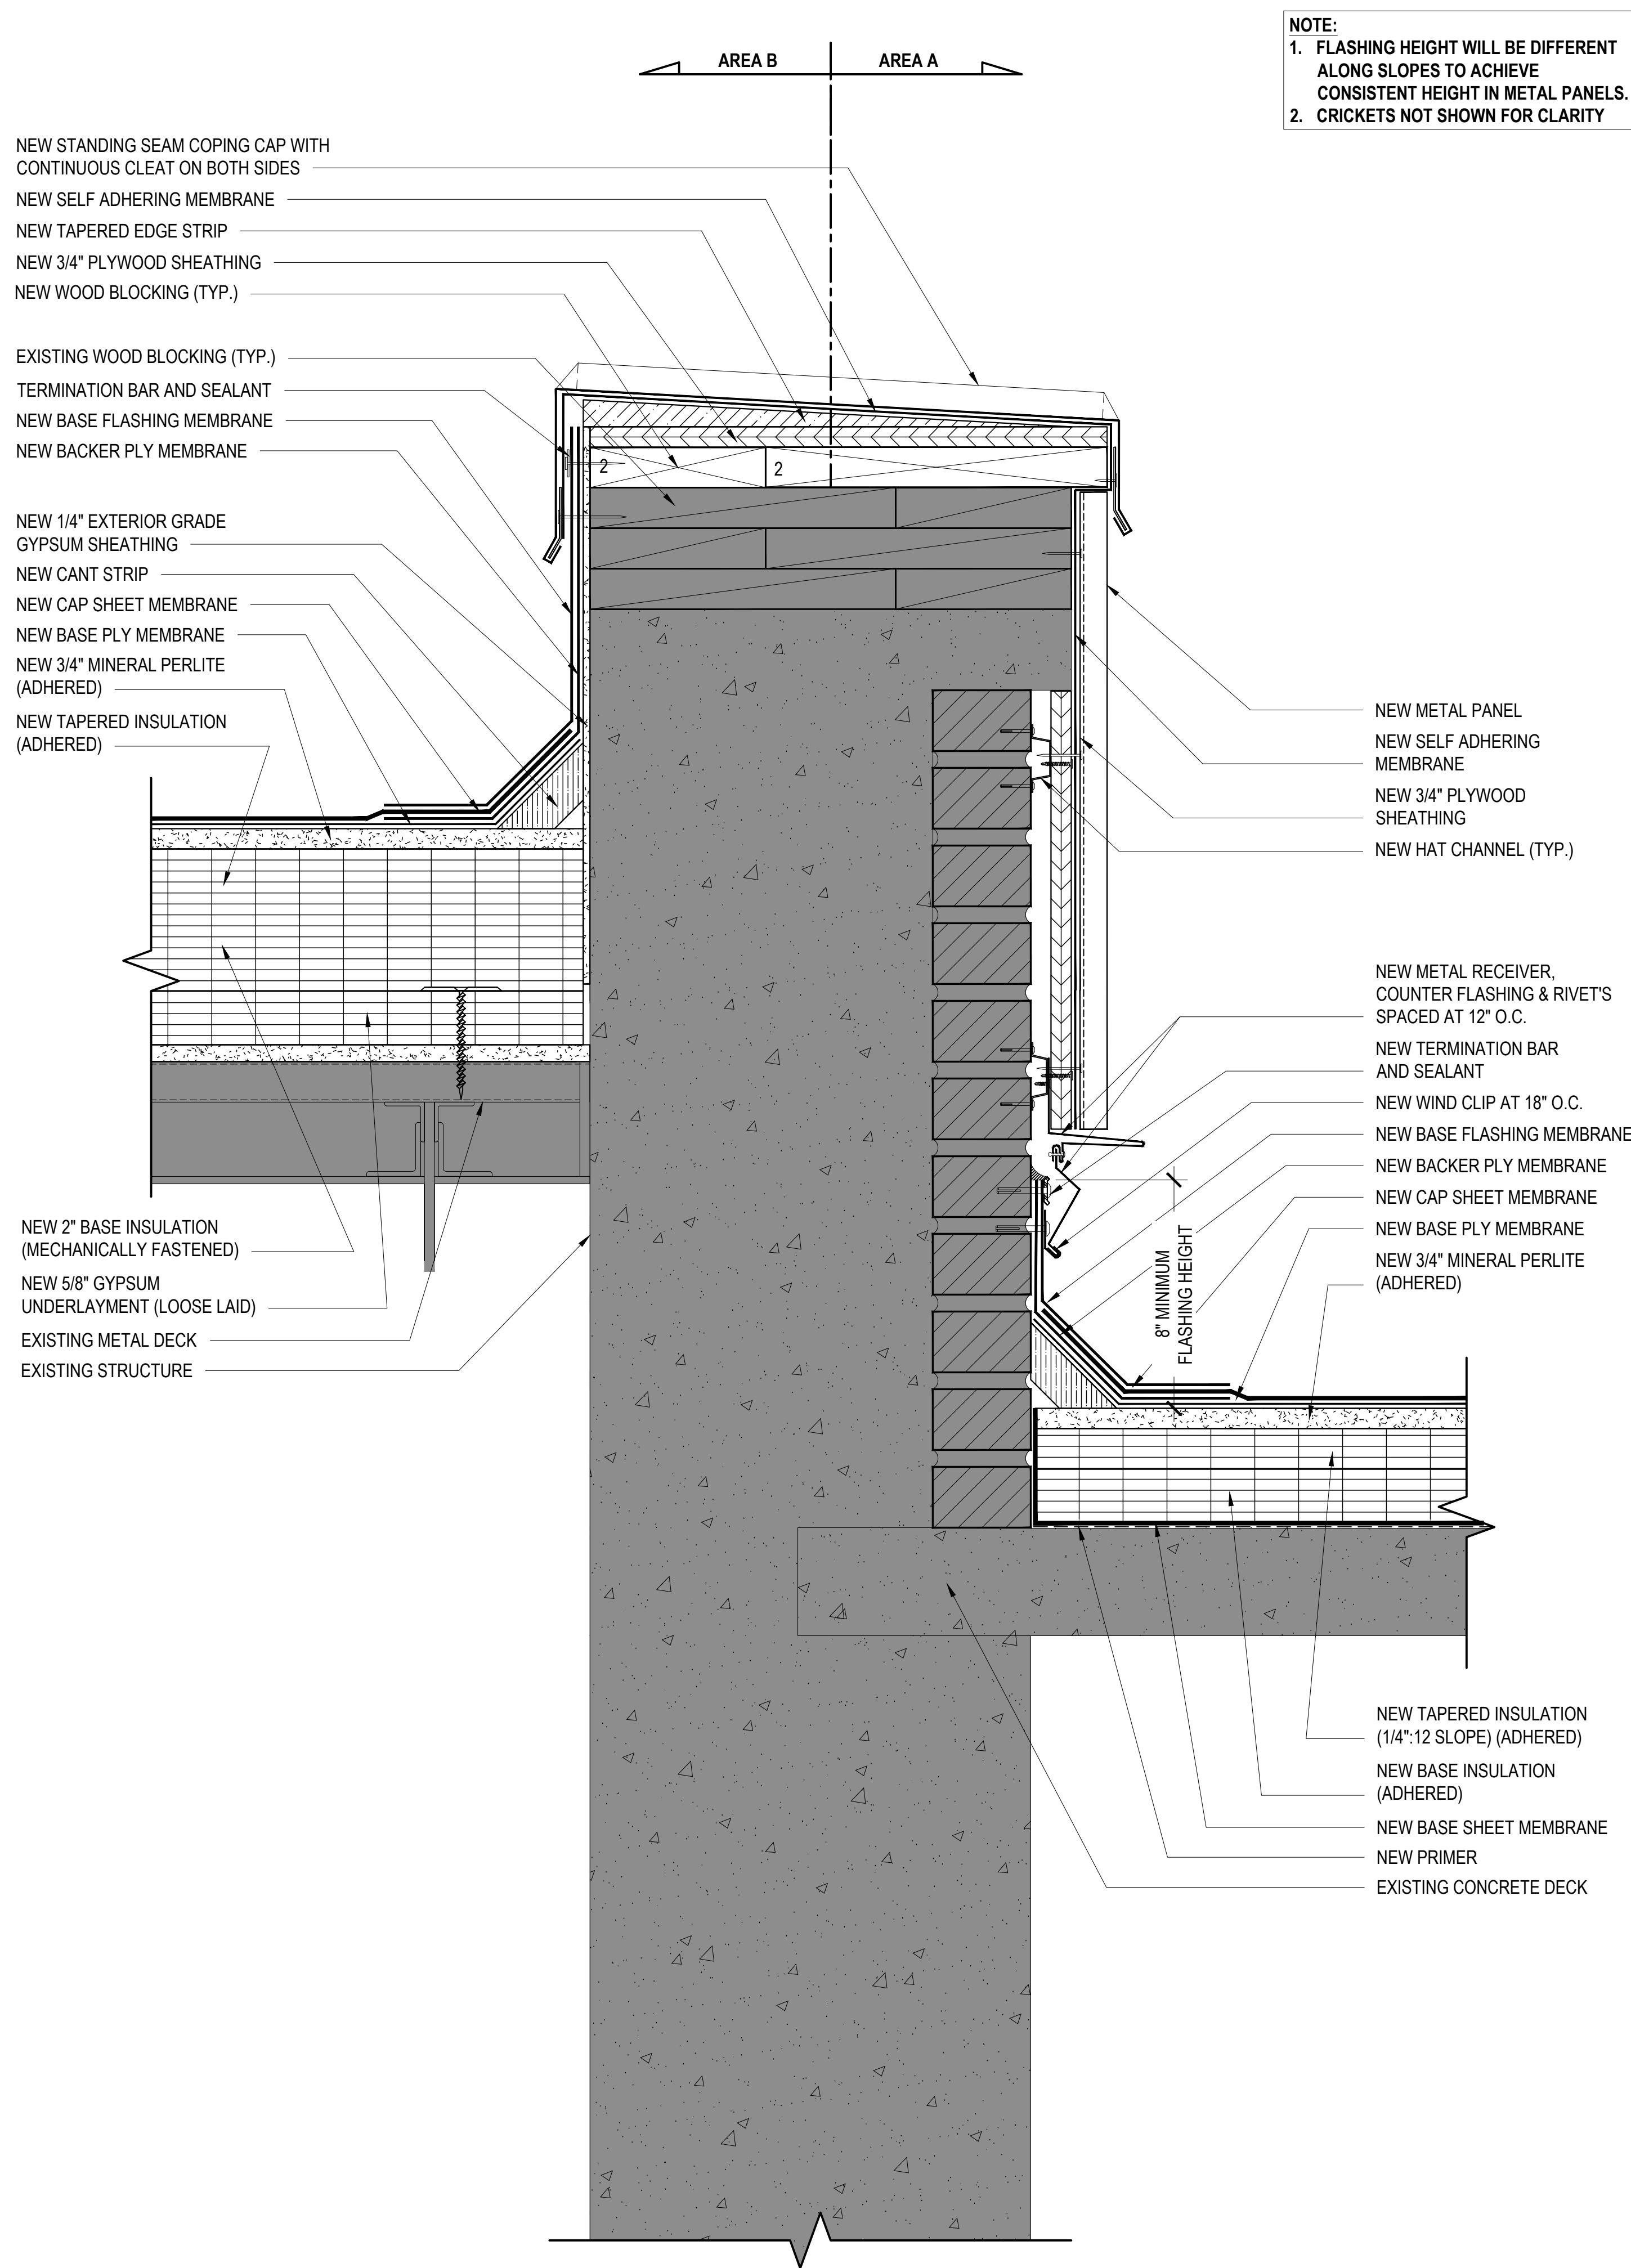 NOTE:
1. FLASHING HEIGHT WILL BE DIFFERENT
ALONG SLOPES TO ACHIEVE
CONSISTENT HEIGHT IN METAL PANELS.
2. CRICKETS NOT SHOWN FOR CLARITY
AREA B
AREA A
NEW STANDING SEAM COPING CAP WITH
CONTINUOUS CLEAT ON BOTH SIDES
NEW SELF ADHERING MEMBRANE
NEW TAPERED EDGE STRIP
NEW 3/4" PLYWOOD SHEATHING
NEW WOOD BLOCKING (TYP.)
EXISTING WOOD BLOCKING (TYP.)
TERMINATION BAR AND SEALANT
NEW BASE FLASHING MEMBRANE
NEW BACKER PLY MEMBRANE
2
2
NEW 1/4" EXTERIOR GRADE
GYPSUM SHEATHING
NEW CANT STRIP
NEW CAP SHEET MEMBRANE
NEW BASE PLY MEMBRANE
NEW 3/4" MINERAL PERLITE
(ADHERED)
NEW TAPERED INSULATION
(ADHERED)
NEW 2" BASE INSULATION
(MECHANICALLY FASTENED)
NEW 5/8" GYPSUM
UNDERLAYMENT (LOOSE LAID)
EXISTING METAL DECK
EXISTING STRUCTURE
NEW METAL PANEL
NEW SELF ADHERING
MEMBRANE
NEW 3/4" PLYWOOD
SHEATHING
NEW HAT CHANNEL (TYP.)
NEW METAL RECEIVER,
COUNTER FLASHING & RIVET'S
SPACED AT 12" O.C.
NEW TERMINATION BAR
AND SEALANT
NEW WIND CLIP AT 18" O.C.
NEW BASE FLASHING MEMBRANE
NEW BACKER PLY MEMBRANE
NEW CAP SHEET MEMBRANE
NEW BASE PLY MEMBRANE
NEW 3/4" MINERAL PERLITE
(ADHERED)
8" MINIMUM
FLASHING HEIGHT
NEW TAPERED INSULATION
(1/4":12 SLOPE) (ADHERED)
NEW BASE INSULATION
(ADHERED)
NEW BASE SHEET MEMBRANE
NEW PRIMER
EXISTING CONCRETE DECK